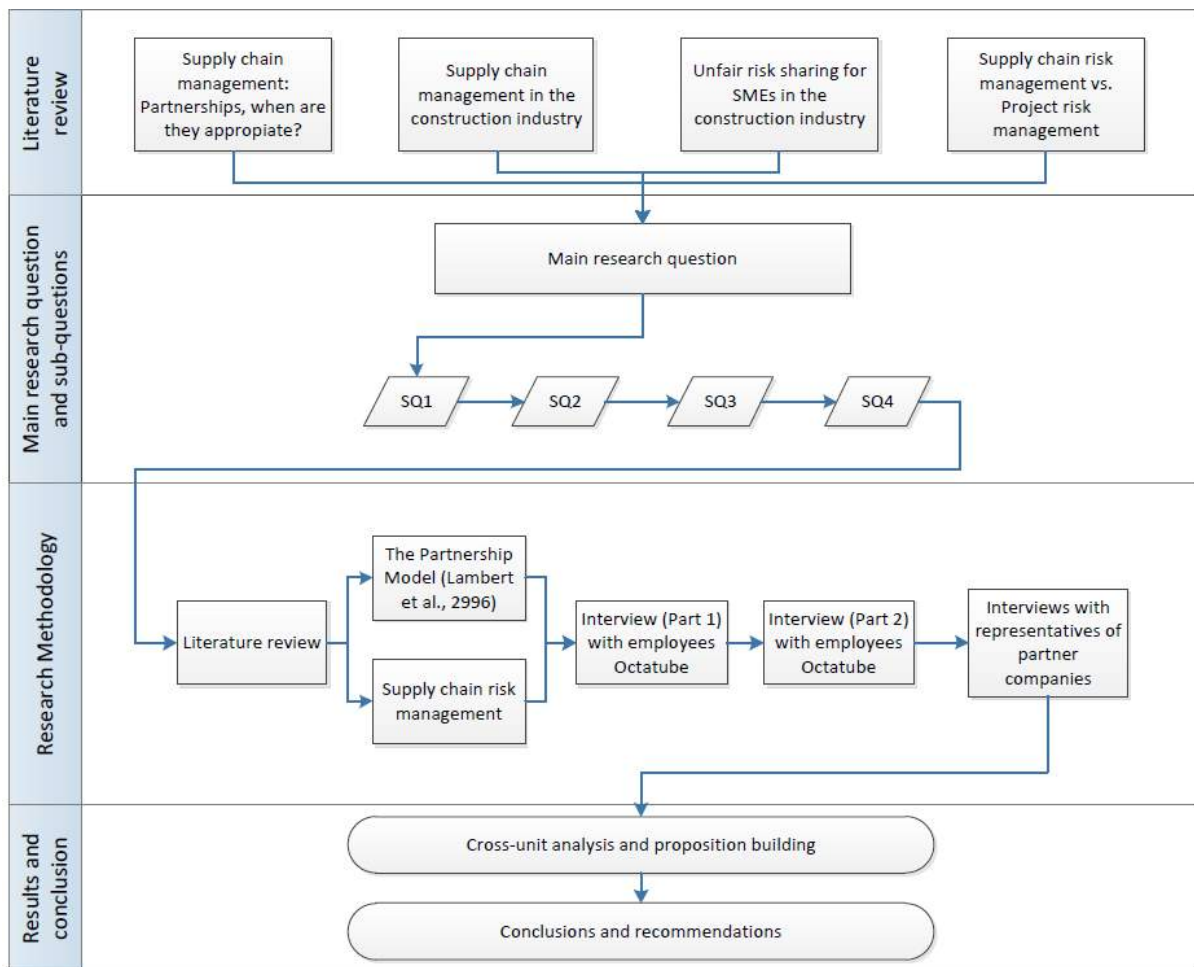 Literature
review
Supply chain
management:
Partnerships, when are
they appropiate?
Supply chain
management in the
construction industry
Unfair risk sharing for
SMEs in the
construction industry
Supply chain risk
management vs.
Project risk
management
Main research question
and sub-questions
Main research question
SQ1
SQ2
SQ3
SQ4
Research Methodology
Literature review
The Partnership
Model (Lambert
et al., 2996)
Supply chain risk
management
Interview (Part 1)
with employees
Octatube
Interview (Part 2)
with employees
Octatube
Interviews with
representatives of
partner
companies
Results and
conclusion
Cross-unit analysis and proposition building
Conclusions and recommendations